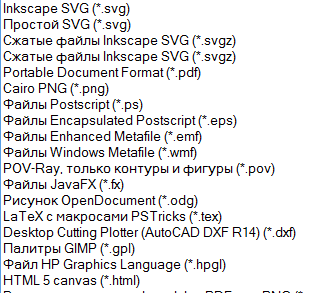 Inkscape SVG (*.svg)
Простой SVG (*.svg)
Сжатые файлы Inkscape SVG (*.svgz)
Сжатые файлы Inkscape SVG (*.svgz)
Portable Document Format (*.pdf)
Cairo PNG (*.png)
Файлы Postscript (*.ps)
Файлы Encapsulated Postscript (*.eps)
Файлы Enhanced Metafile (*.emf)
Файлы Windows Metafile (*.wmf)
POV-Ray, только контуры и фигуры (*.pov)
Файлы JavaFX (*.fx)
Рисунок OpenDocument (*.odg)
LaTeX с макросами PSTricks (*.tex)
Desktop Cutting Plotter (AutoCAD DXF R14) (*.dxf)
Палитры GIMP (*.gpl)
Файл HP Graphics Language (*.hpgl)
HTML 5 canvas (*.html)